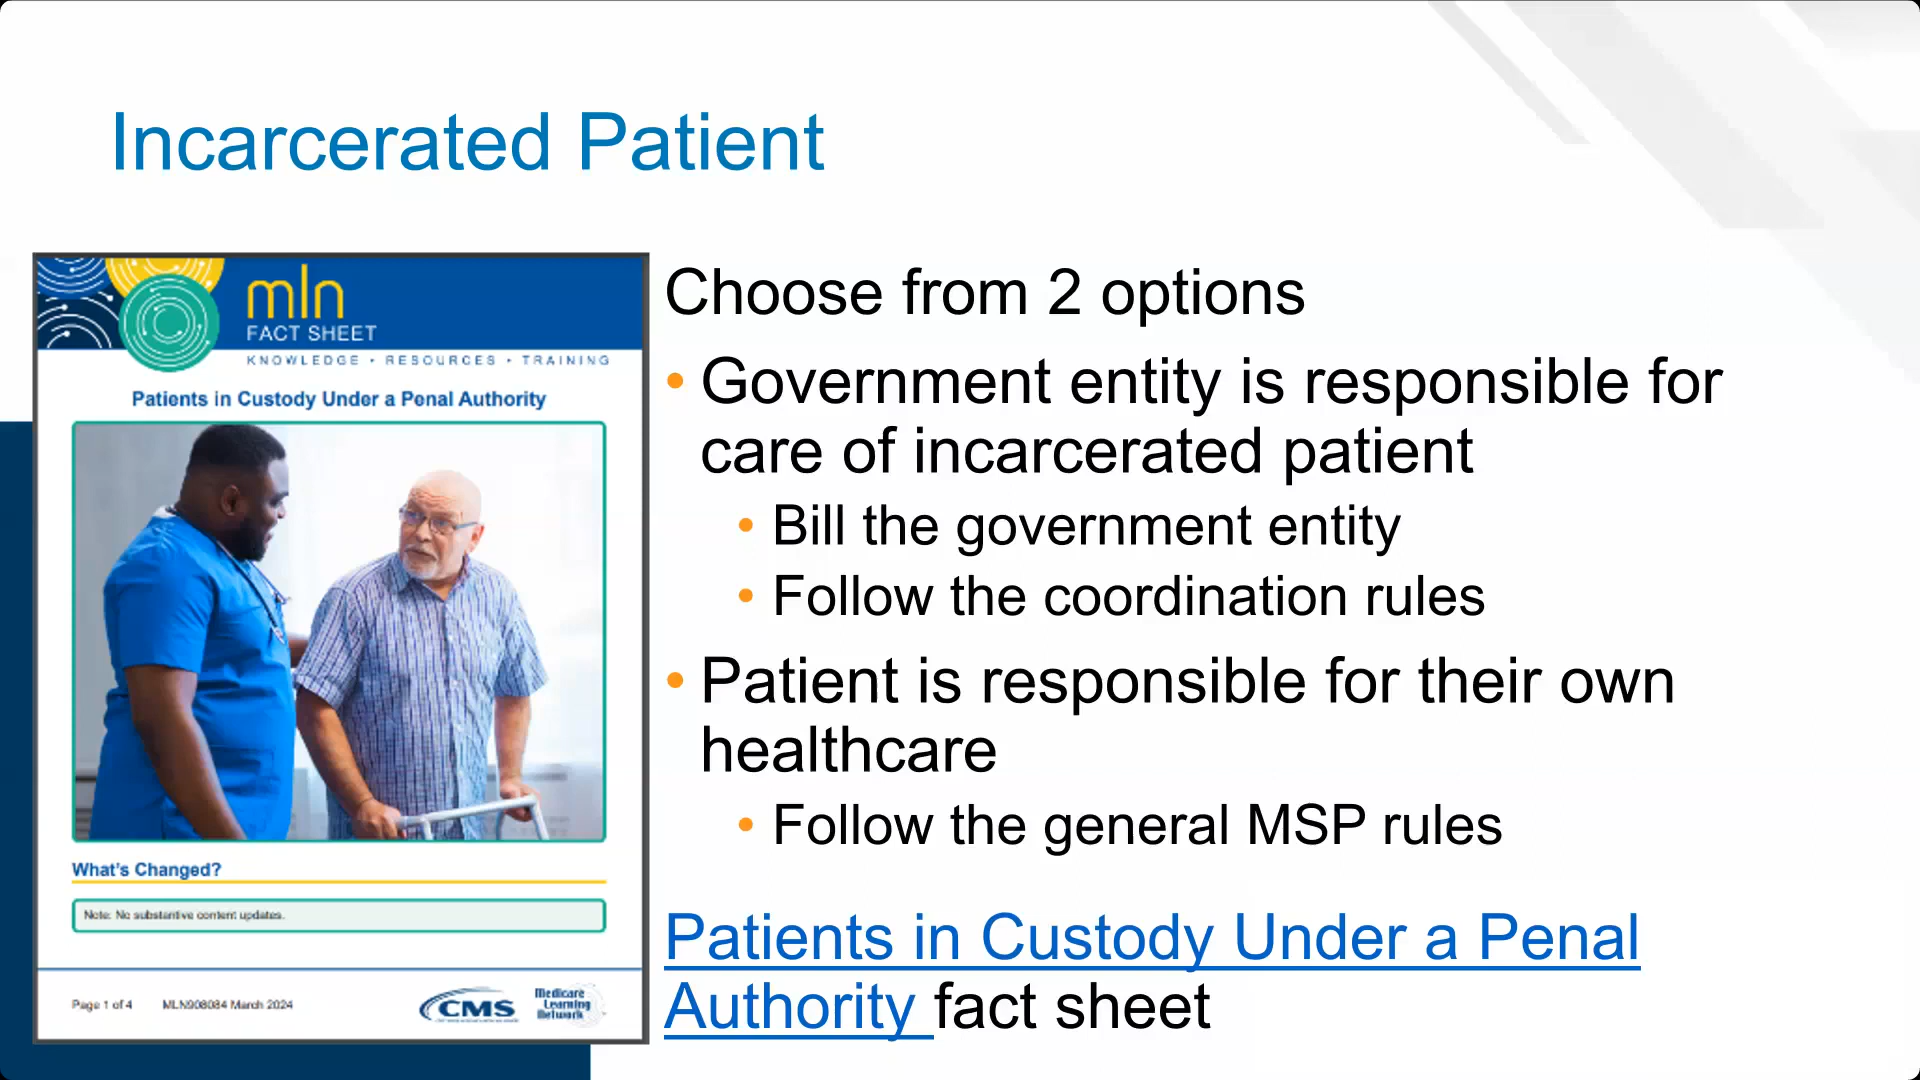 Incarcerated Patient
mln
FACT SHEET
KNOWLEDGE • RESOURCES • TRAINING
Patients in Custody Under a Penal Authority
What's Changed?
Note: No substantive content updates.
Page 1 of 4 MLN908084 March 2024
CMS
Medicare
Learning
Network
Choose from 2 options
• Government entity is responsible for
care of incarcerated patient
• Bill the government entity
• Follow the coordination rules
• Patient is responsible for their own
healthcare
• Follow the general MSP rules
Patients in Custody Under a Penal
Authority fact sheet